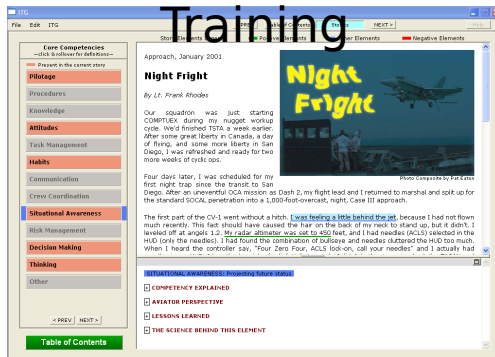 Training
ITG
File Edit ITG
PREV Table of Contents Stories NEXT > Help
Core Competencies
—click & rollover for definitions—
Present in the current story
Pilotage
Procedures
Knowledge
Attitudes
Task Management
Habits
Communication
Crew Coordination
Situational Awareness
Risk Management
Decision Making
Thinking
Other
< PREV NEXT >
Table of Contents
Story Elements Positive Elements Other Elements Negative Elements
Approach, January 2001
Night Fright
By Lt. Frank Rhodes
Our squadron was just starting
COMPTUEX during my nugget workup
cycle. We'd finished TSTA a week earlier.
After some great liberty in Canada, a day
of flying, and some more liberty in San
Diego, I was refreshed and ready for two
more weeks of cyclic ops.
Night
Fright
Photo Composite by Pat Eaton
Four days later, I was scheduled for my
first night trap since the transit to San
Diego. After an uneventful OCA mission as Dash 2, my flight lead and I returned to marshal and split up for
the standard SOCAL penetration into a 1,000-foot-overcast, night, Case III approach.
The first part of the CV-1 went without a hitch. I was feeling a little behind the jet, because I had not flown
much recently. This fact should have caused the hair on the back of my neck to stand up, but it didn't. I
leveled off at angels 1.2. My radar altimeter was set to 450 feet, and I had needles (ACLS) selected in the
HUD (only the needles). I had found the combination of bullseye and needles cluttered the HUD too much.
When I heard the controller say, "Four Zero Four, ACLS lock-on, call your needles" and I actually had
SITUATIONAL AWARENESS: Projecting future status
COMPETENCY EXPLAINED
AVIATOR PERSPECTIVE
LESSONS LEARNED
THE SCIENCE BEHIND THIS ELEMENT